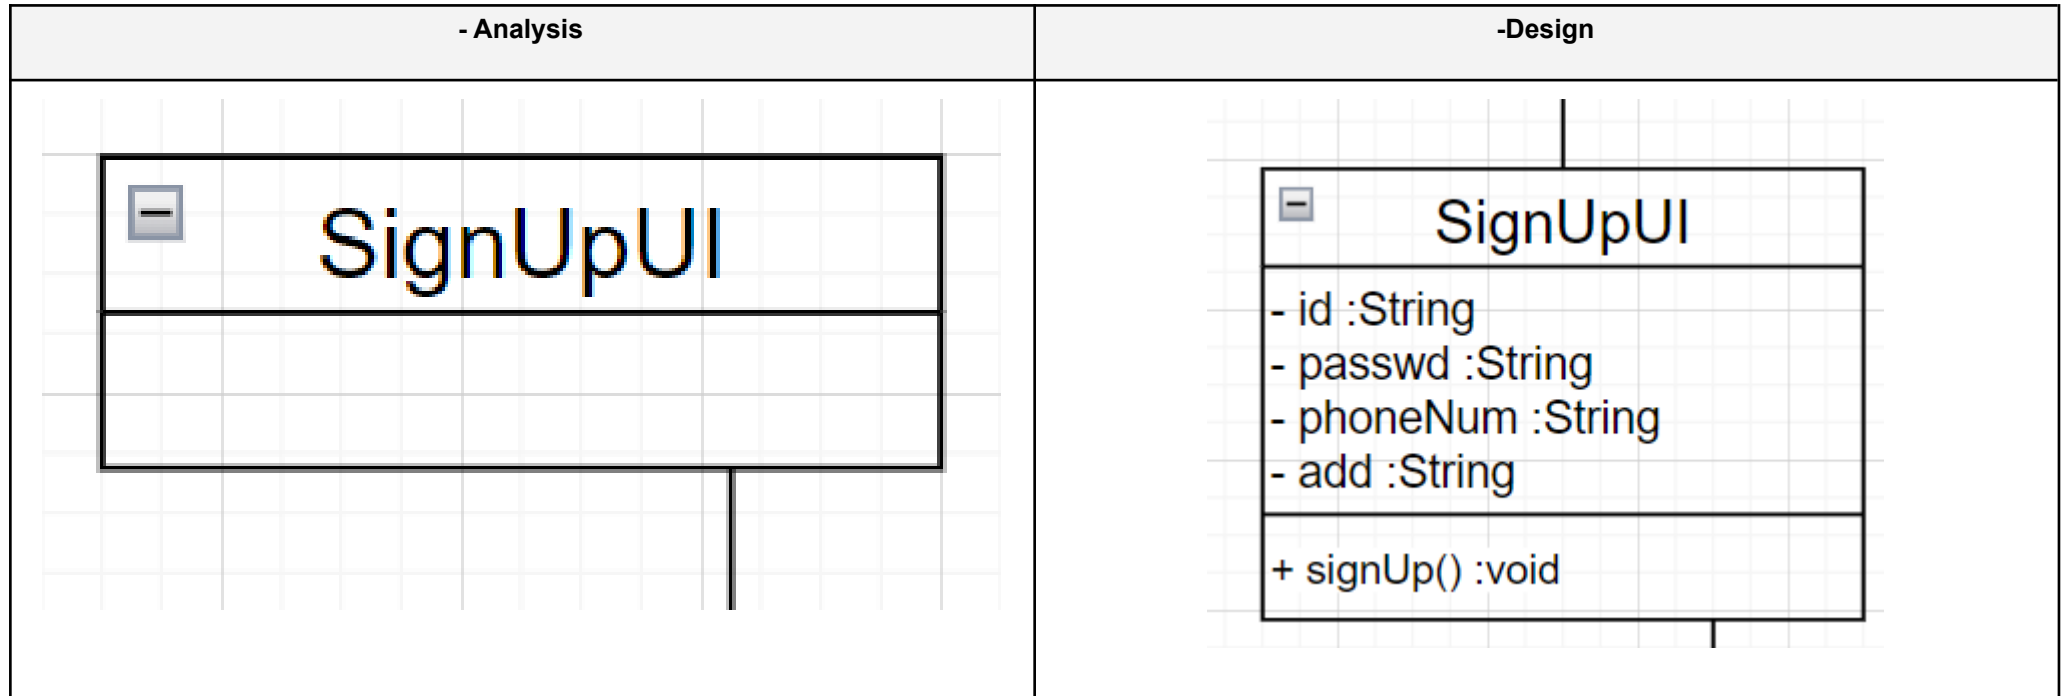 - Analysis
-Design
SignUpUI
SignUpUI
- id :String
- passwd :String
- phoneNum :String
- add :String
+ signUp() :void